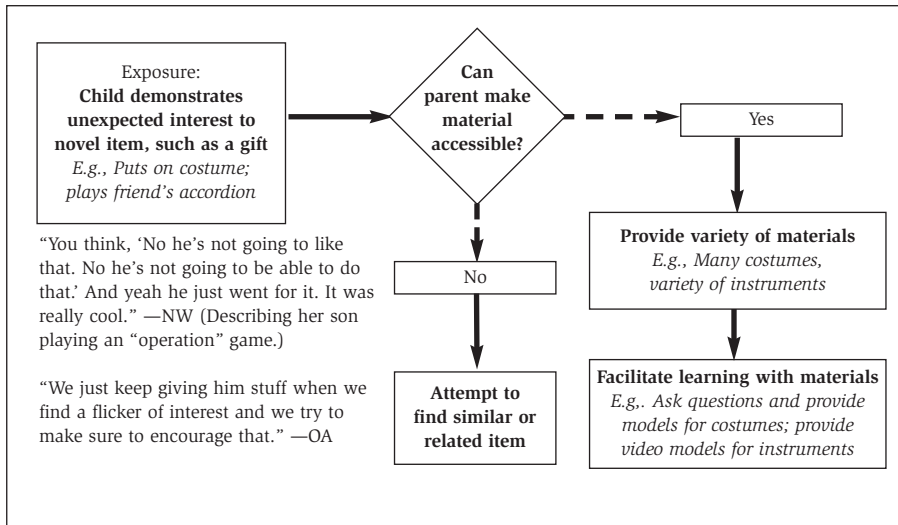 Exposure:
Child demonstrates
unexpected interest to
novel item, such as a gift
E.g., Puts on costume;
plays friend's accordion
Can
parent make
material
accessible?
Yes
No
Provide variety of materials
E.g., Many costumes,
variety of instruments
Attempt to
find similar or
related item
Facilitate learning with materials
E,g,. Ask questions and provide
models for costumes; provide
video models for instruments
“You think, ‘No he’s not going to like
that. No he’s not going to be able to do
that.’ And yeah he just went for it. It was
really cool.” —NW (Describing her son
playing an “operation” game.)
“We just keep giving him stuff when we
find a flicker of interest and we try to
make sure to encourage that.” —OA